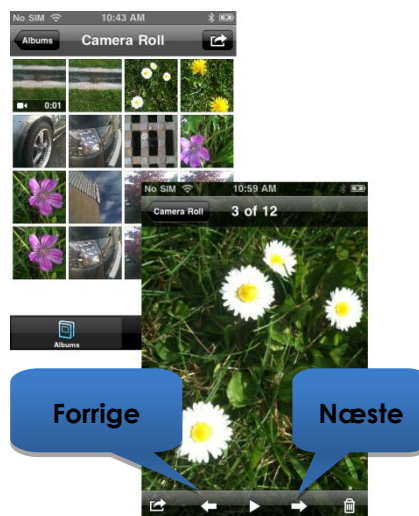 No SIM 10:43 AM
Albums Camera Roll
0:01
No SIM 10:59 AM
Camera Roll 3 of 12
Albums
Forrige Næste